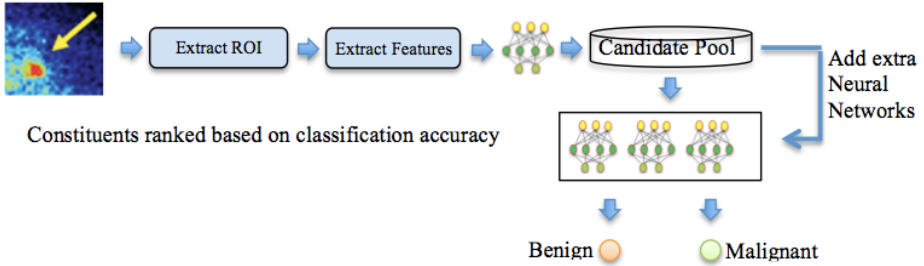 Extract ROI
Extract Features
Candidate Pool
Add extra
Neural
Networks
Constituents ranked based on classification accuracy
Benign
Malignant